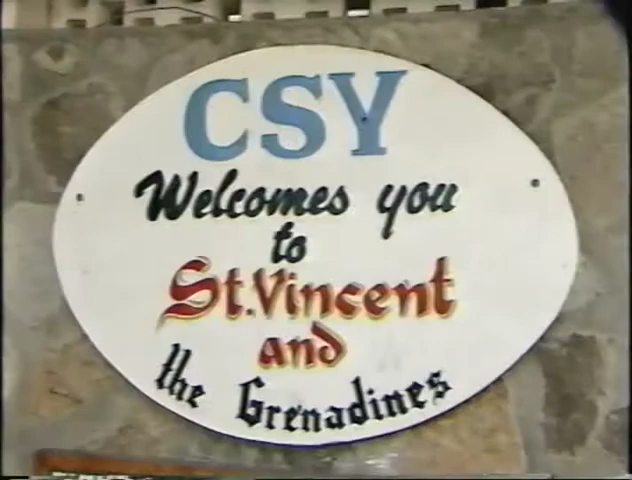 CSY
Welcomes you
to
St.Vincent
and
the Grenadines